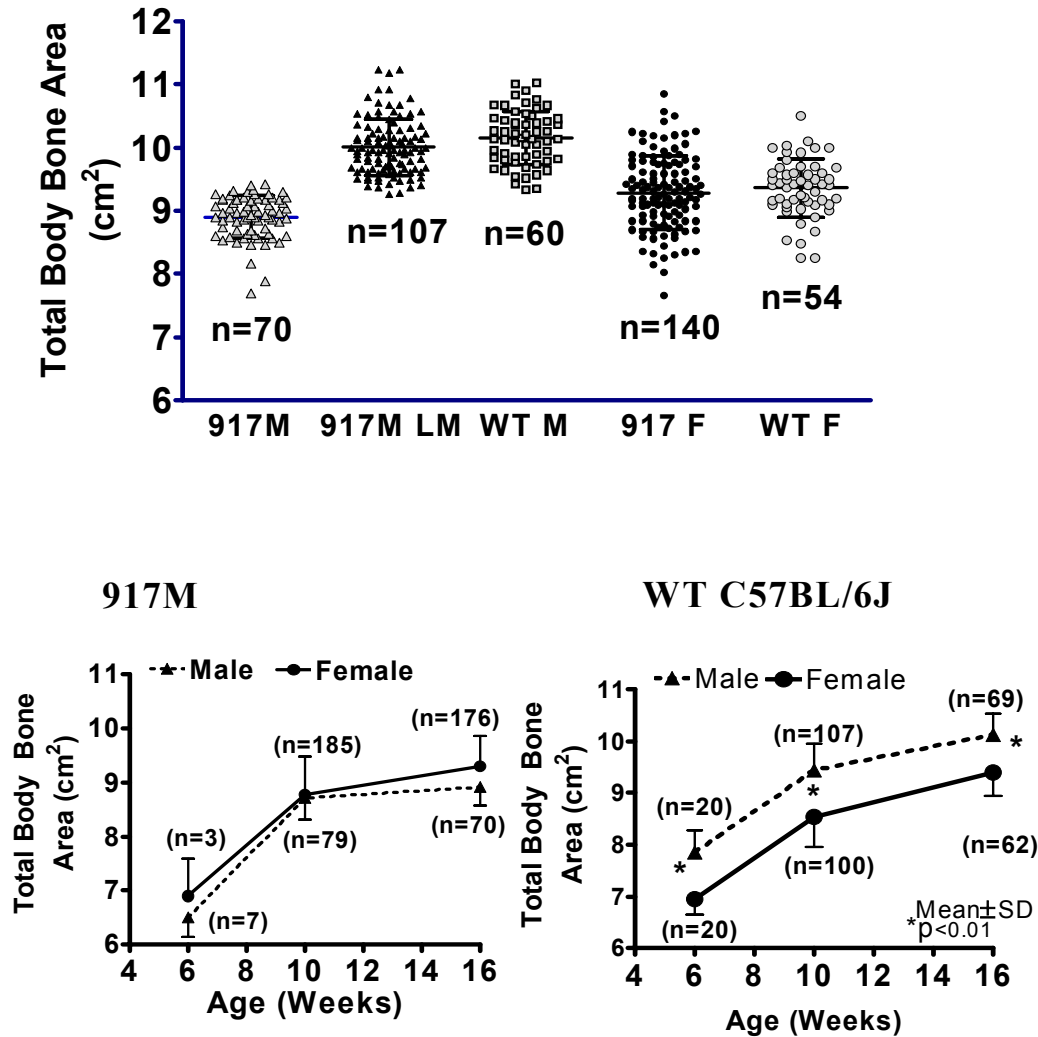 Total Body Bone Area
(cm2)
12
11
10
9
8
7
6
n=70
n=107
n=60
n=140
n=54
917M 917M LM WT M 917 F WT F
917M
Male Female
Total Body Bone
Area (cm2)
11
10
9
8
7
6
(n=176)
(n=185)
(n=3)
(n=79)
(n=70)
(n=7)
4 6 8 10 12 14 16
Age (Weeks)
WT C57BL/6J
Male Female
Total Body Bone
Area (cm2)
11
10
9
8
7
6
(n=69)
(n=107)
*
*
(n=20)
*
(n=62)
(n=100)
(n=20)
Mean±SD
*p<0.01
4 6 8 10 12 14 16
Age (Weeks)